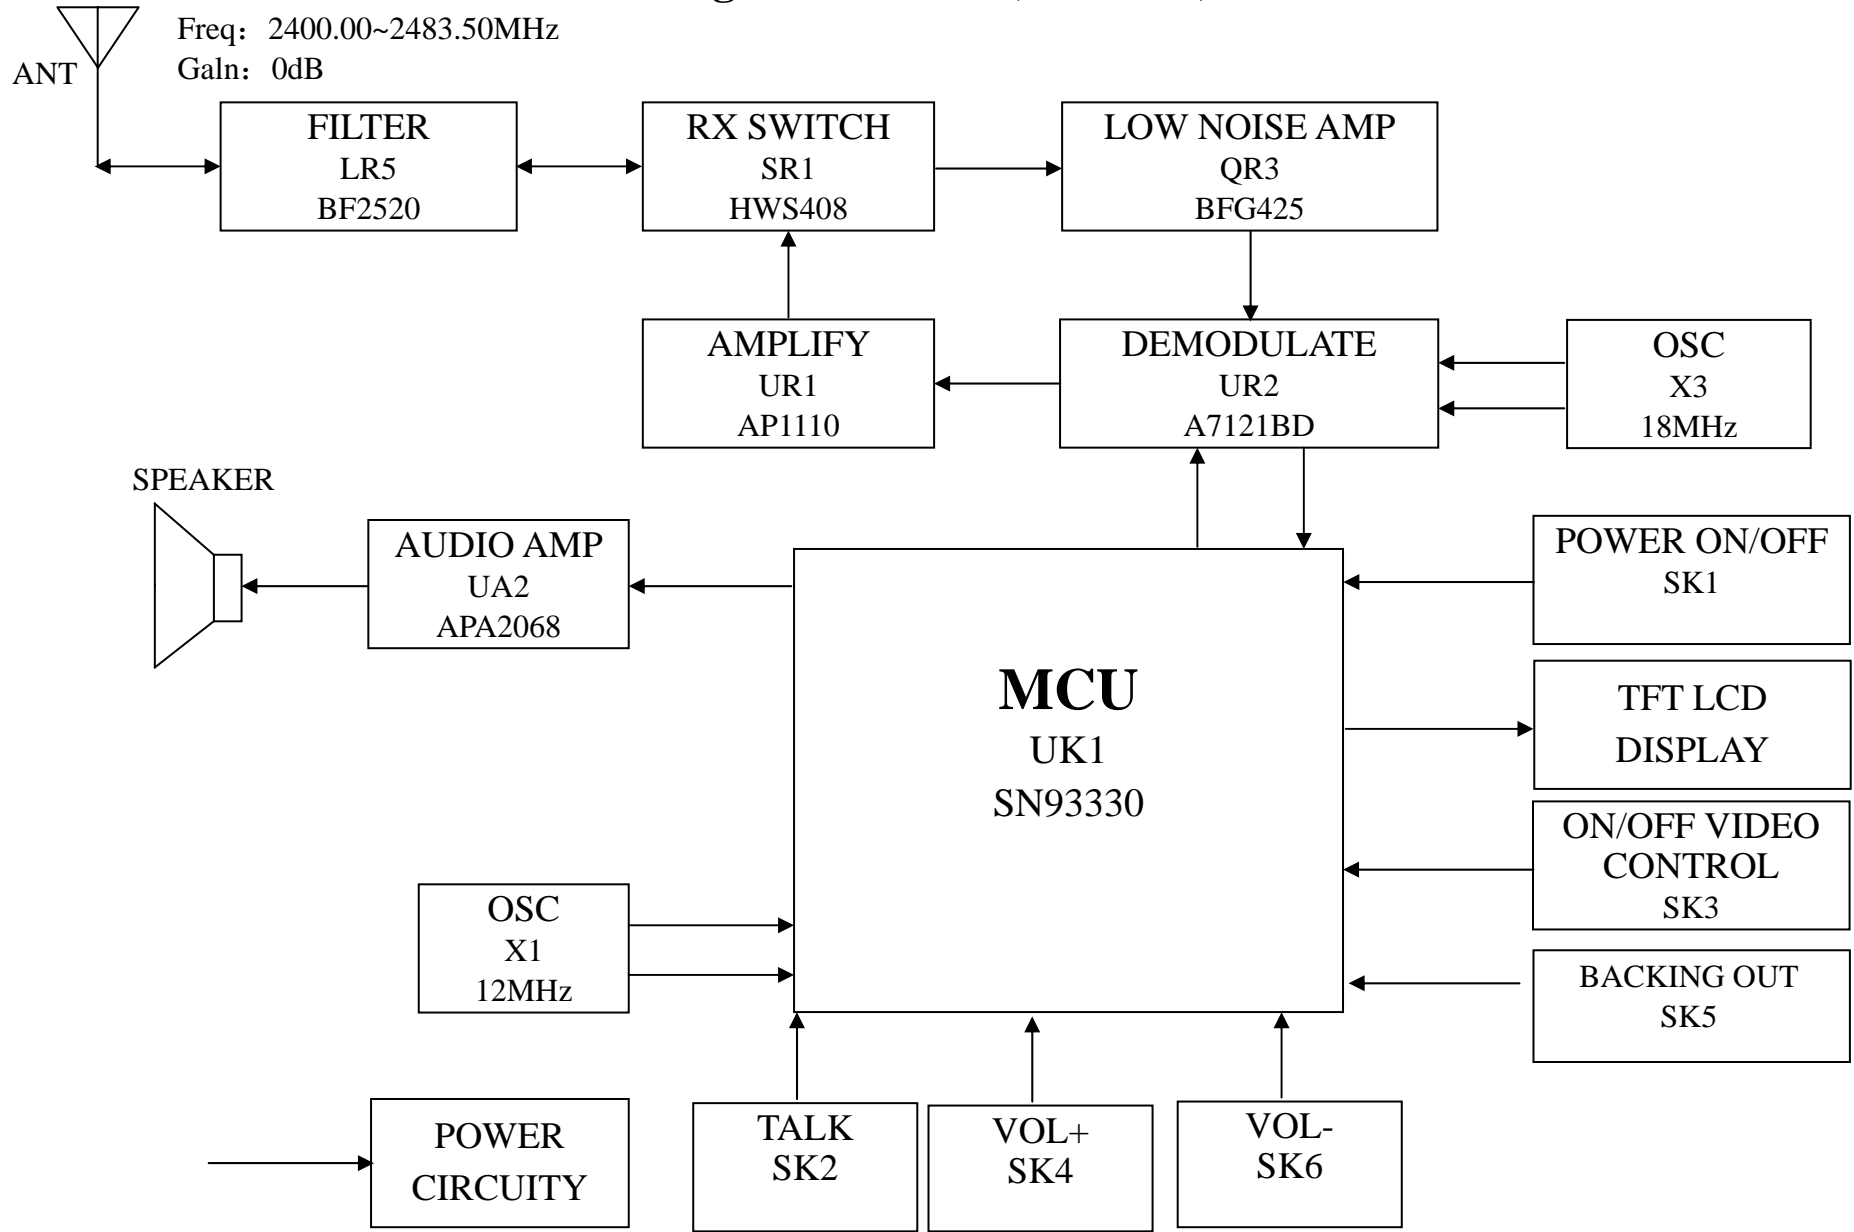 Freq：2400.00~2483.50MHz
Galn：0dB
ANT
FILTER
LR5
BF2520
RX SWITCH
SR1
HWS408
LOW NOISE AMP
QR3
BFG425
AMPLIFY
UR1
AP1110
DEMODULATE
UR2
A7121BD
OSC
X3
18MHz
SPEAKER
AUDIO AMP
UA2
APA2068
MCU
UK1
SN93330
POWER ON/OFF
SK1
TFT LCD
DISPLAY
ON/OFF VIDEO
CONTROL
SK3
OSC
X1
12MHz
BACKING OUT
SK5
POWER
CIRCUITY
TALK
SK2
VOL+
SK4
VOL-
SK6